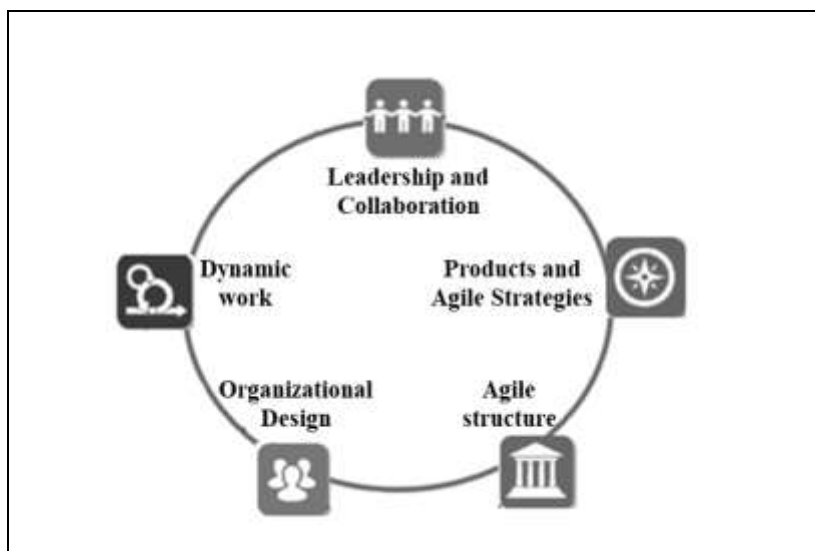 Leadership and
Collaboration
Dynamic
work
Products and
Agile Strategies
Organizational
Design
Agile
structure